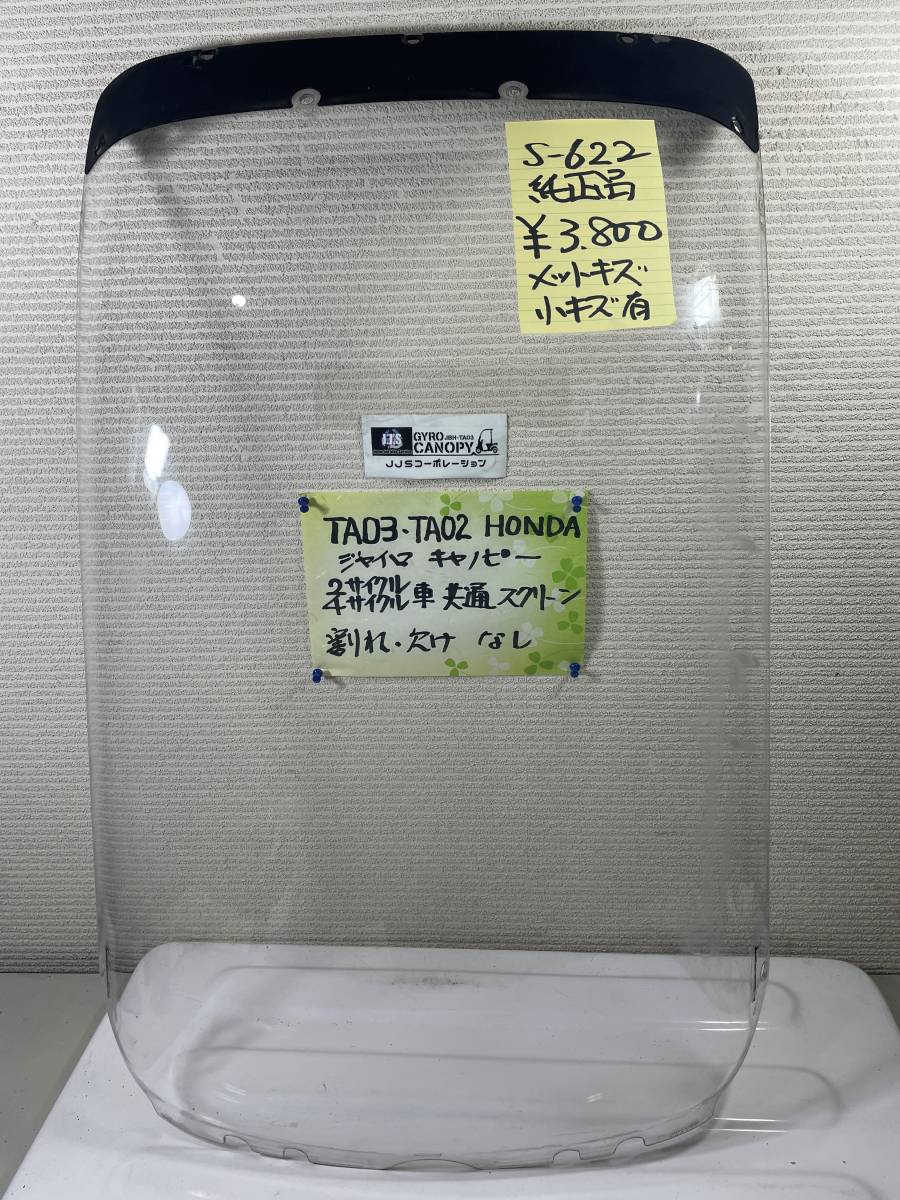 S-622
純正品
¥3.800
メットキズ
小キズ有
JJS
GYRO JBH-TA03
CANOPY
JJSコーポレーション
TA03・TA02 HONDA
ジャイロ キャノピー
2サイクル
4サイクル車 共通スクリーン
割れ・欠け なし